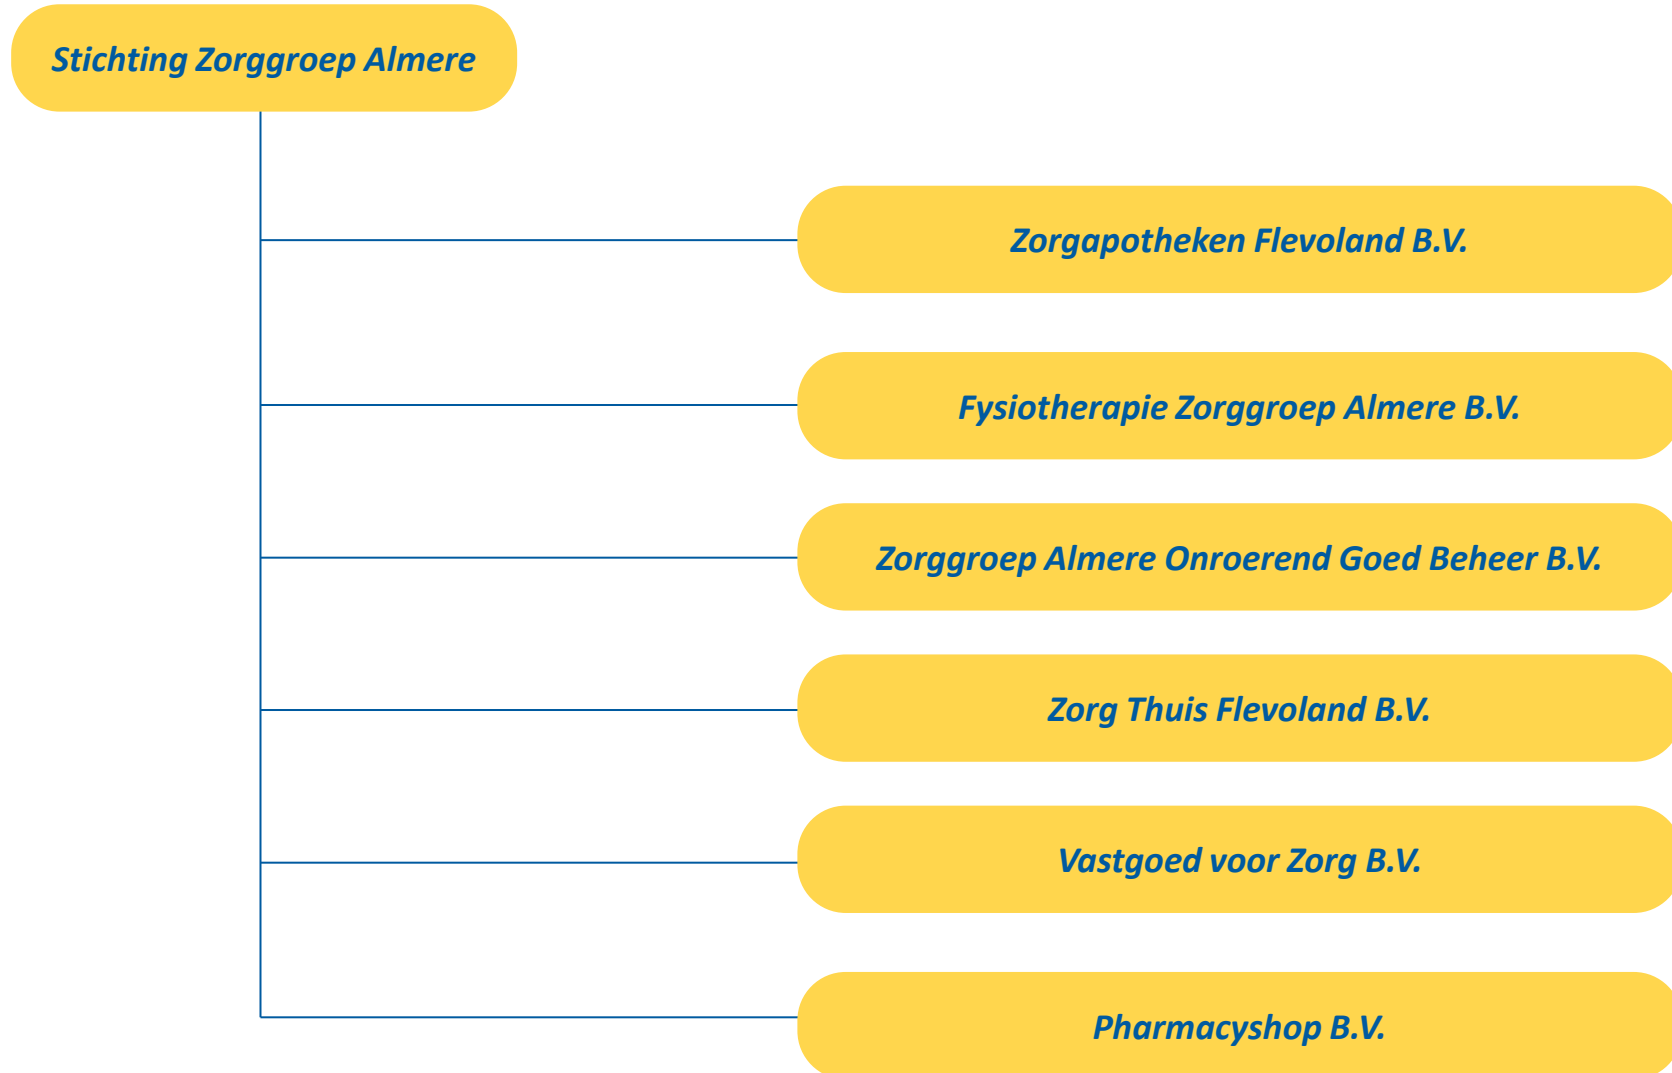 Stichting Zorggroep Almere
Zorgapotheken Flevoland B.V.
Fysiotherapie Zorggroep Almere B.V.
Zorggroep Almere Onroerend Goed Beheer B.V.
Zorg Thuis Flevoland B.V.
Vastgoed voor Zorg B.V.
Pharmacyshop B.V.